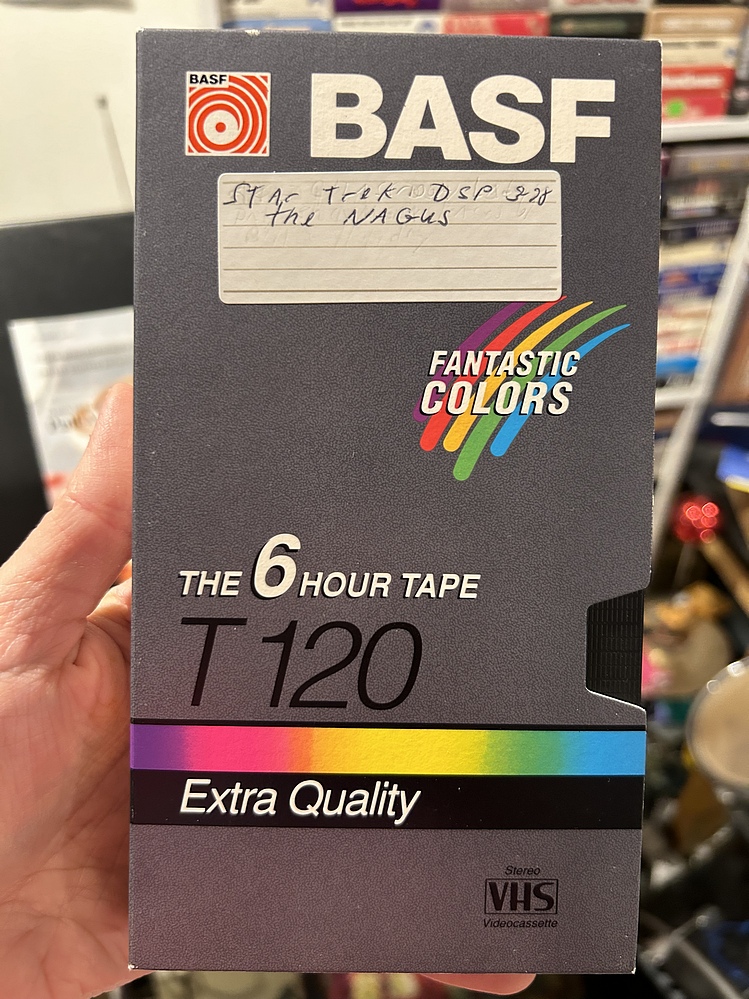 BASF
BASF
STAr Trek DSP 3-28
the NAGUS
FANTASTIC
COLORS
THE 6 HOUR TAPE
T 120
Extra Quality
Stereo
VHS
Videocassette